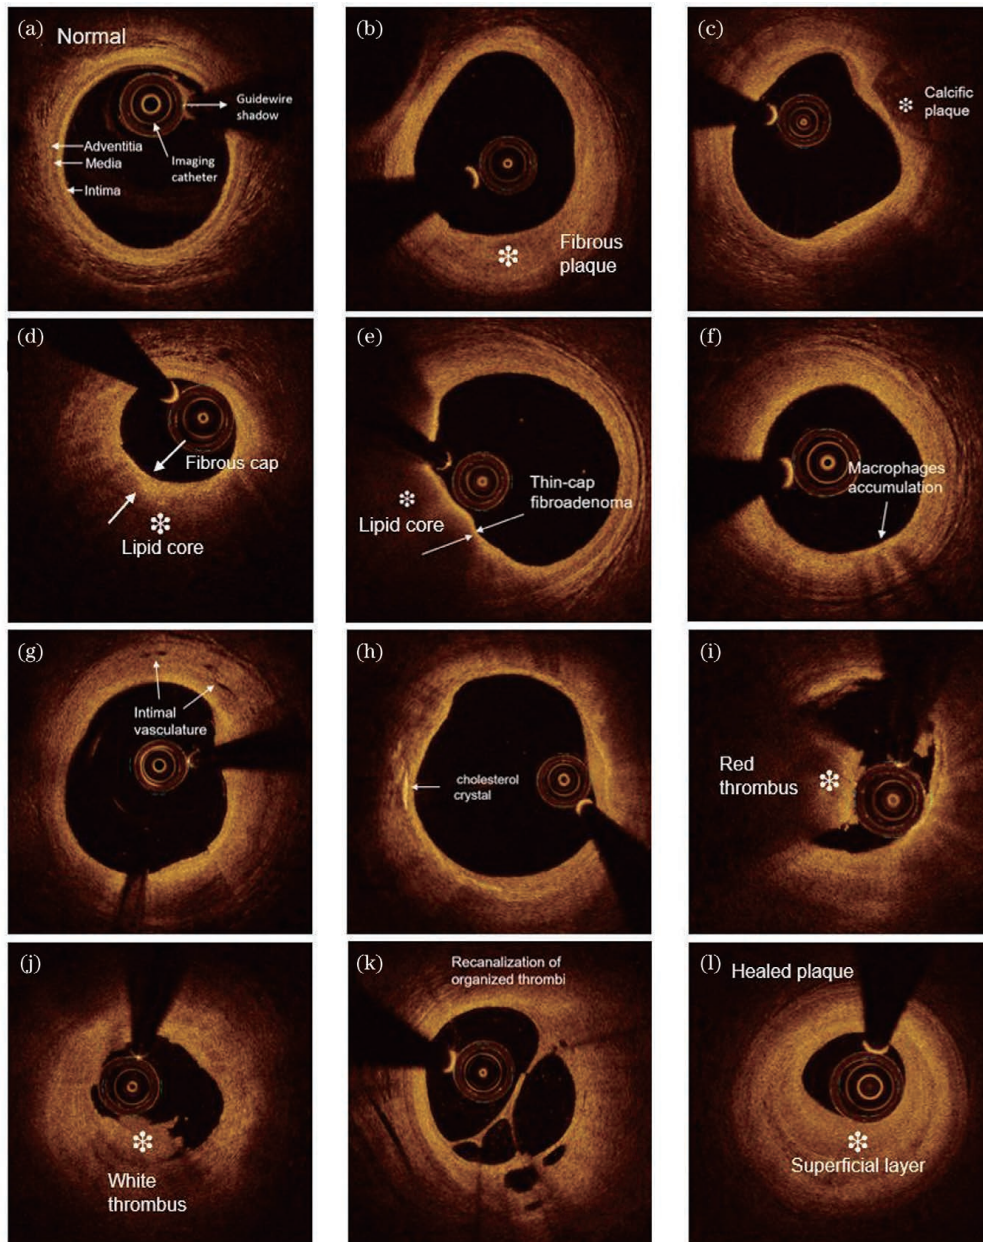 (a)
Normal
Guidewire
shadow
Adventitia
Media
Imaging
catheter
Intima
(b)
Fibrous
plaque
(c)
Calcific
plaque
(d)
Fibrous cap
Lipid core
(e)
Thin-cap
fibroadenoma
Lipid core
(f)
Macrophages
accumulation
(g)
Intimal
vasculature
(h)
cholesterol
crystal
(i)
Red
thrombus
(j)
White
thrombus
(k)
Recanalization of
organized thrombi
(l)
Healed plaque
Superficial layer